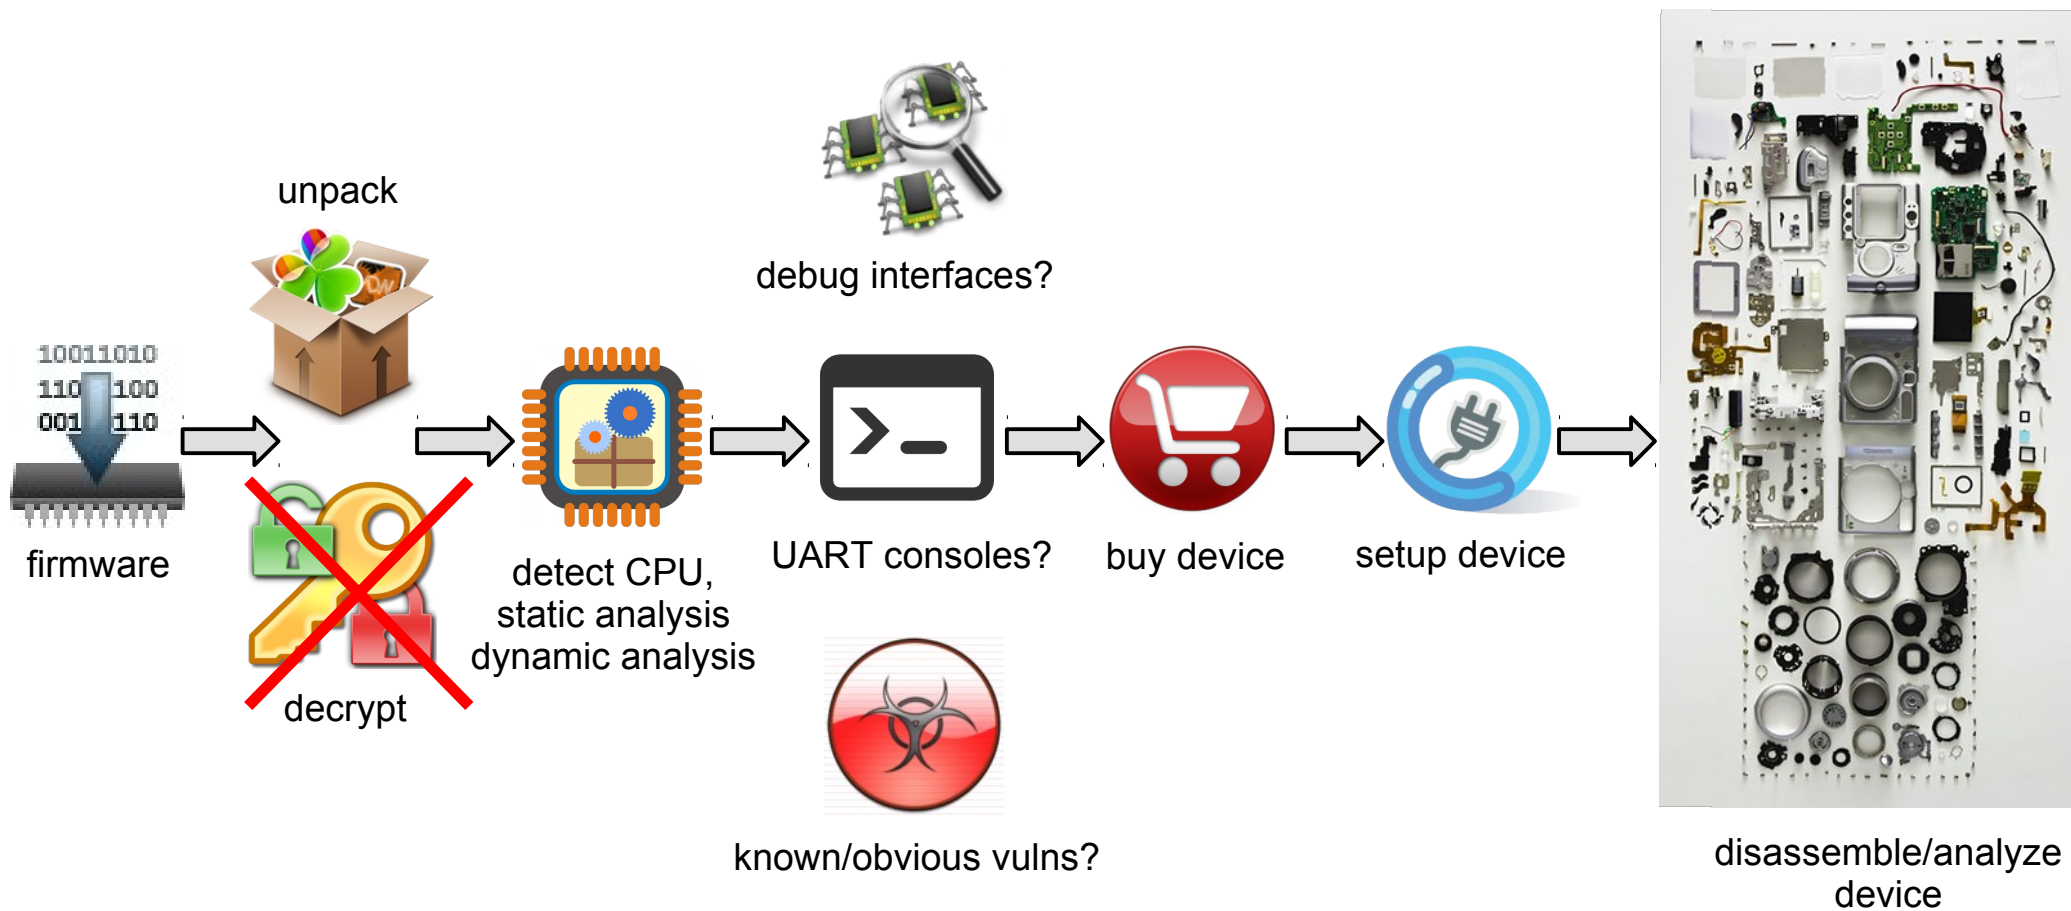 unpack
debug interfaces?
10011010
110 100
001 110
firmware
decrypt
detect CPU,
static analysis
dynamic analysis
>_
UART consoles?
known/obvious vulns?
buy device
setup device
disassemble/analyze
device